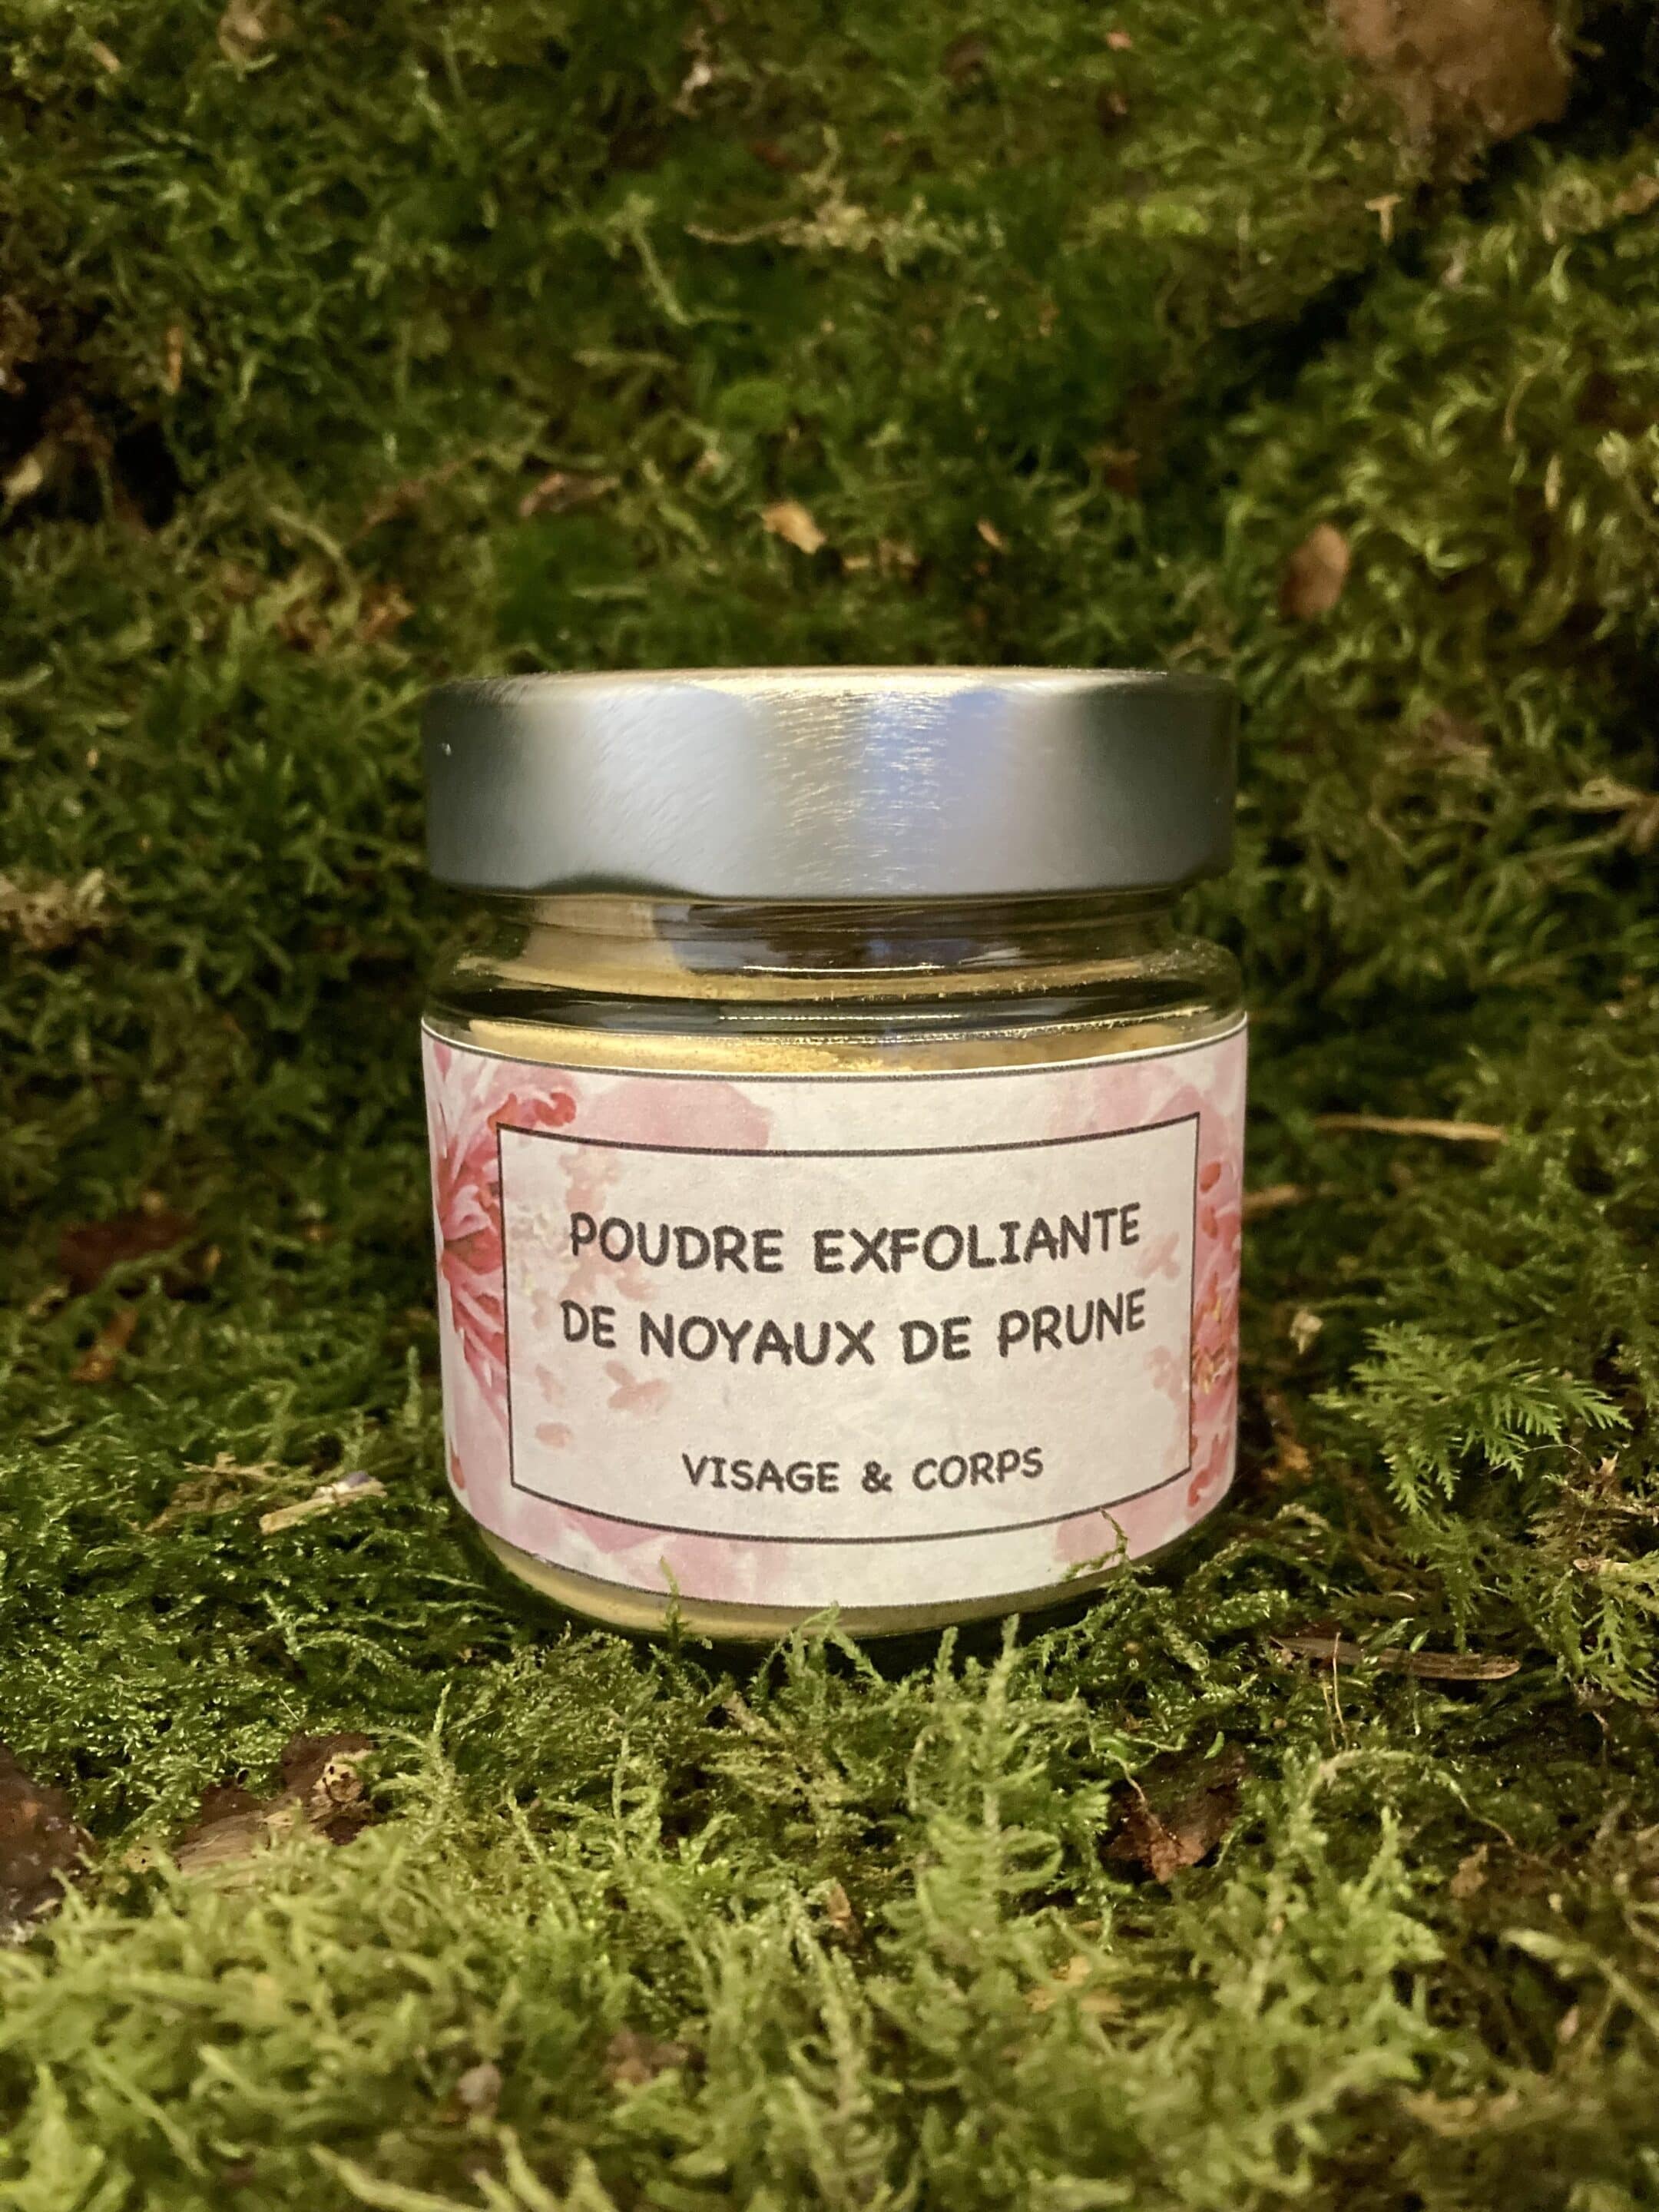 POUDRE EXFOLIANTE
DE NOYAUX DE PRUNE
VISAGE & CORPS